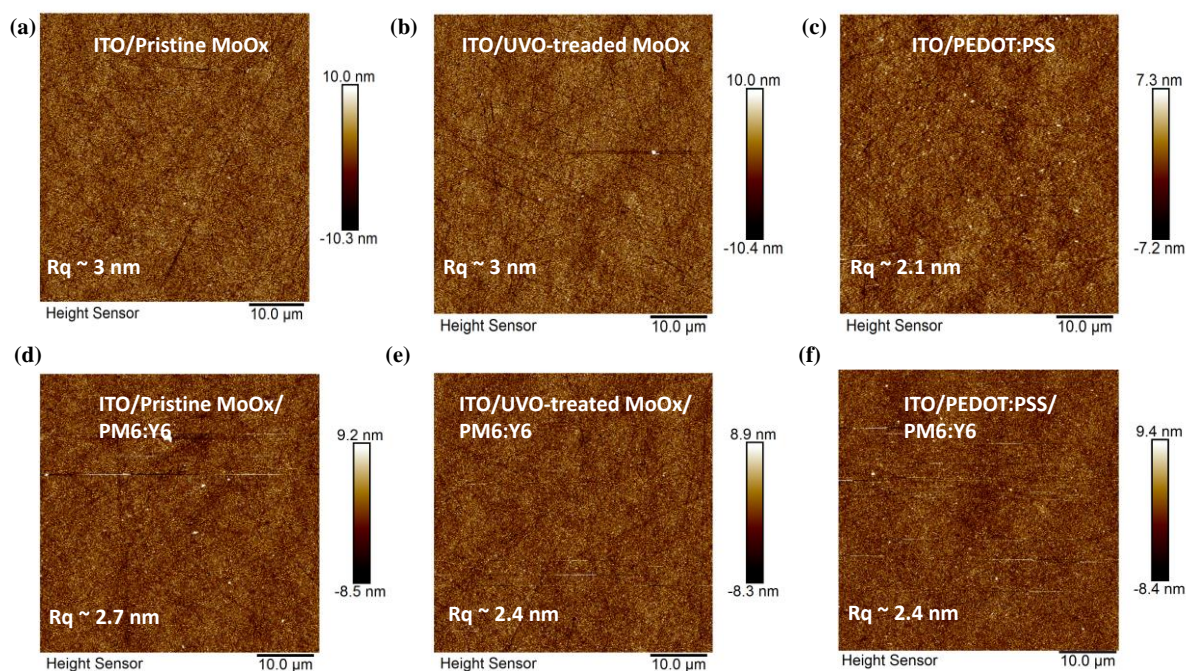 (a)
ITO/Pristine MoOx
10.0 nm
-10.3 nm
Rq ~ 3 nm
Height Sensor
10.0 µm
(b)
ITO/UVO-treaded MoOx
10.0 nm
-10.4 nm
Rq ~ 3 nm
Height Sensor
10.0 µm
(c)
ITO/PEDOT:PSS
7.3 nm
-7.2 nm
Rq ~ 2.1 nm
Height Sensor
10.0 µm
(d)
ITO/Pristine MoOx/
PM6:Y6
9.2 nm
-8.5 nm
Rq ~ 2.7 nm
Height Sensor
10.0 µm
(e)
ITO/UVO-treated MoOx/
PM6:Y6
8.9 nm
-8.3 nm
Rq ~ 2.4 nm
Height Sensor
10.0 µm
(f)
ITO/PEDOT:PSS/
PM6:Y6
9.4 nm
-8.4 nm
Rq ~ 2.4 nm
Height Sensor
10.0 µm